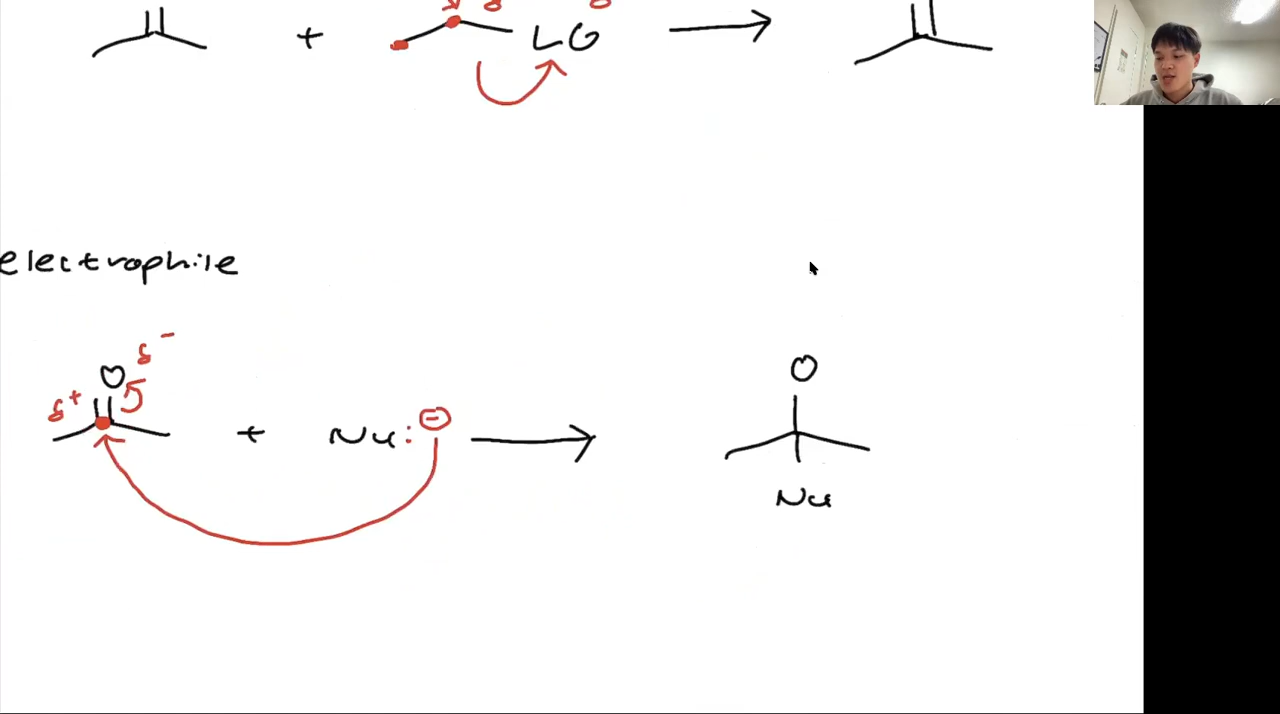 + LG
electrophile
δ⁻
O
δ⁺
+ Nu: ⊖
O
Nu